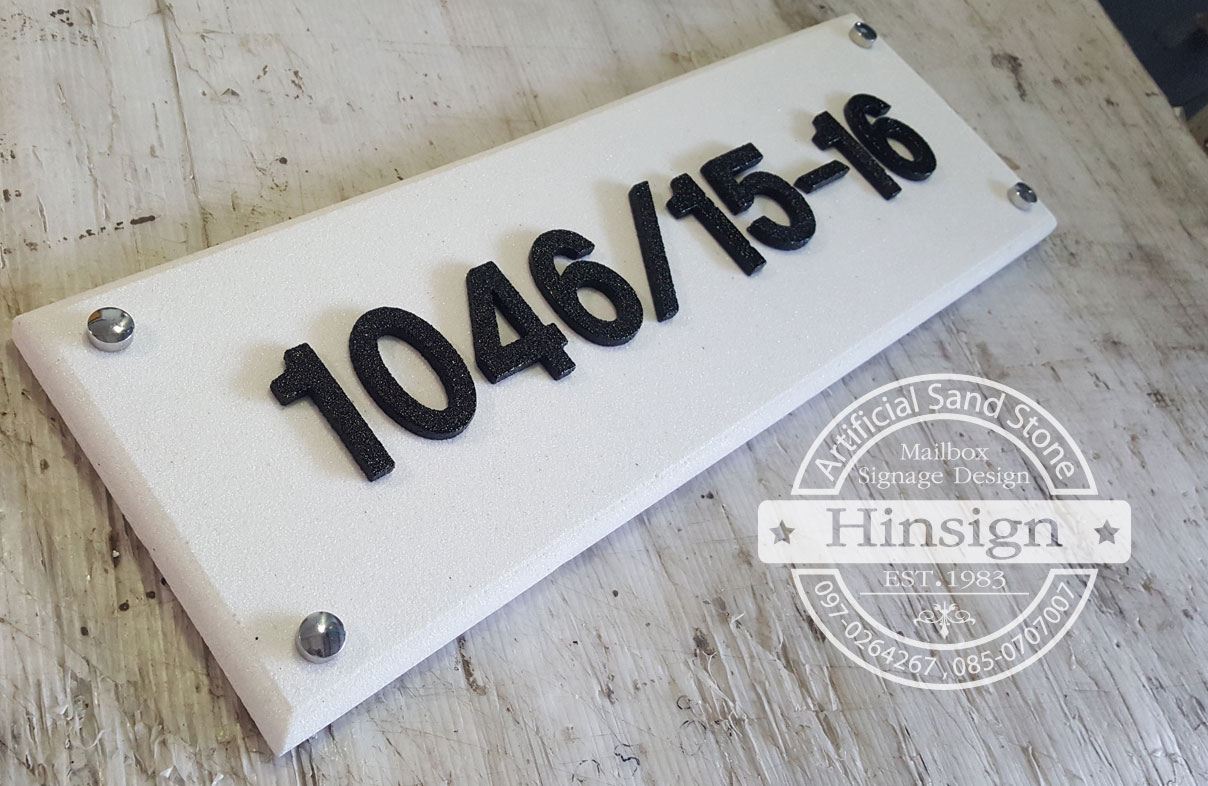 1046/15-16
Artificial Sand Stone
Mailbox
Signage Design
Hinsign
EST.1983
097-0264267 , 085-0707007